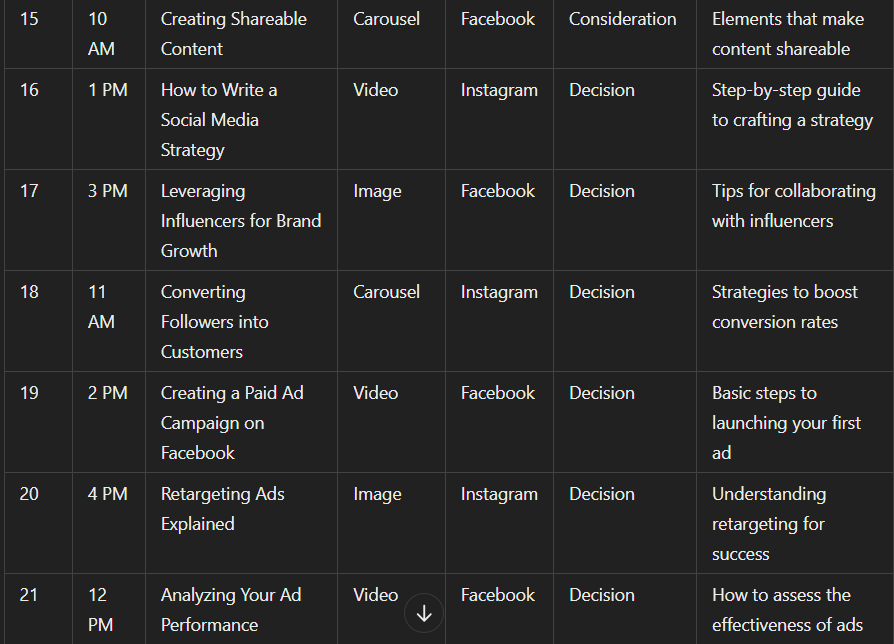 15 10 Creating Shareable Carousel Facebook Consideration Elements that make
AM Content content shareable
16 1 PM How to Write a Video Instagram Decision Step-by-step guide
Social Media to crafting a strategy
Strategy
17 3 PM Leveraging Image Facebook Decision Tips for collaborating
Influencers for Brand with influencers
Growth
18 11 Converting Carousel Instagram Decision Strategies to boost
AM Followers into conversion rates
Customers
19 2 PM Creating a Paid Ad Video Facebook Decision Basic steps to
Campaign on launching your first
Facebook ad
20 4 PM Retargeting Ads Image Instagram Decision Understanding
Explained retargeting for
success
21 12 Analyzing Your Ad Video Facebook Decision How to assess the
PM Performance effectiveness of ads